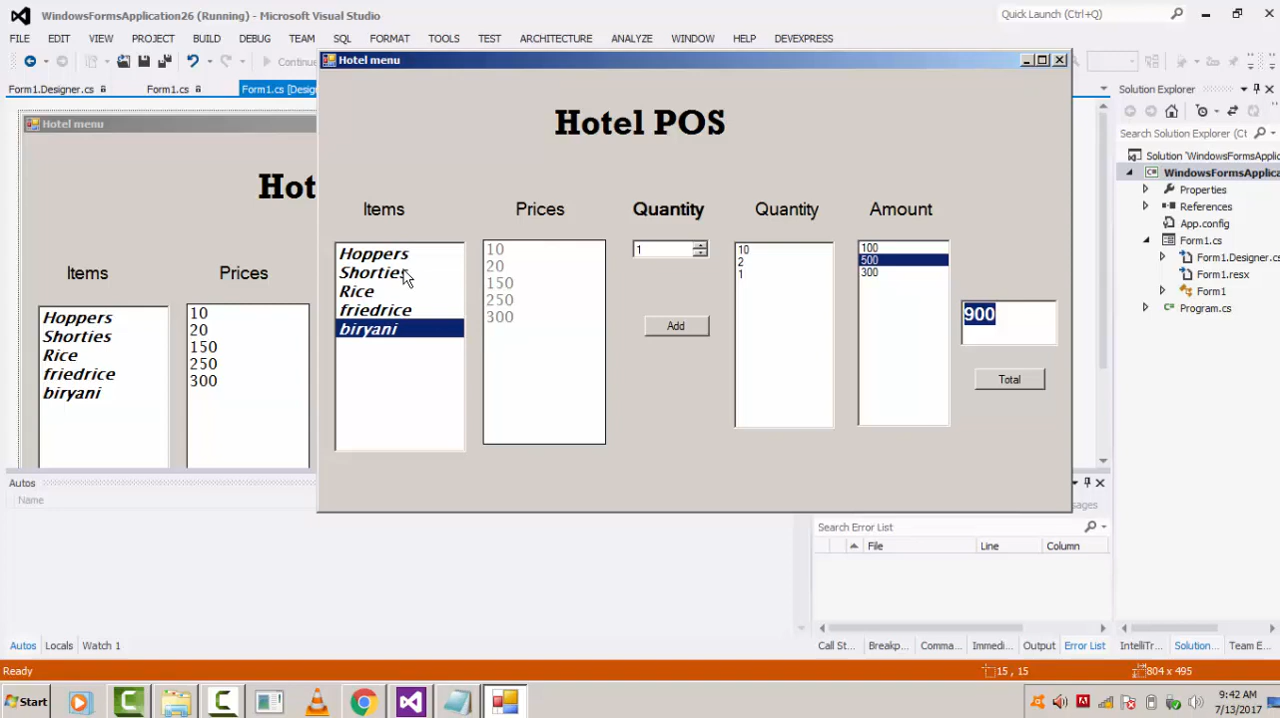 WindowsFormsApplication26 (Running) - Microsoft Visual Studio
Quick Launch (Ctrl+Q)
FILE EDIT VIEW PROJECT BUILD DEBUG TEAM SQL FORMAT TOOLS TEST ARCHITECTURE ANALYZE WINDOW HELP DEVEXPRESS
Continue
Form1.Designer.cs Form1.cs Form1.cs [Desig
Hotel menu
Hot
Items Prices
Hoppers 10
Shorties 20
Rice 150
friedrice 250
biryani 300
Hotel menu
Hotel POS
Items Prices Quantity Quantity Amount
Hoppers 10 1 10 100
Shorties 20 2 500
Rice 150 1 300
friedrice 250
biryani 300
Add
900
Total
Solution Explorer
Search Solution Explorer (Ct
Solution 'WindowsFormsApplic
WindowsFormsApplica
Properties
References
App.config
Form1.cs
Form1.Designer.c
Form1.resx
Form1
Program.cs
Autos
Name
sages
Search Error List
File Line Column
Autos Locals Watch 1
Call St... Breakp... Comma... Immedi... Output Error List IntelliTr... Solution... Team E...
Ready
15 , 15
804 x 495
Start
9:42 AM
7/13/2017